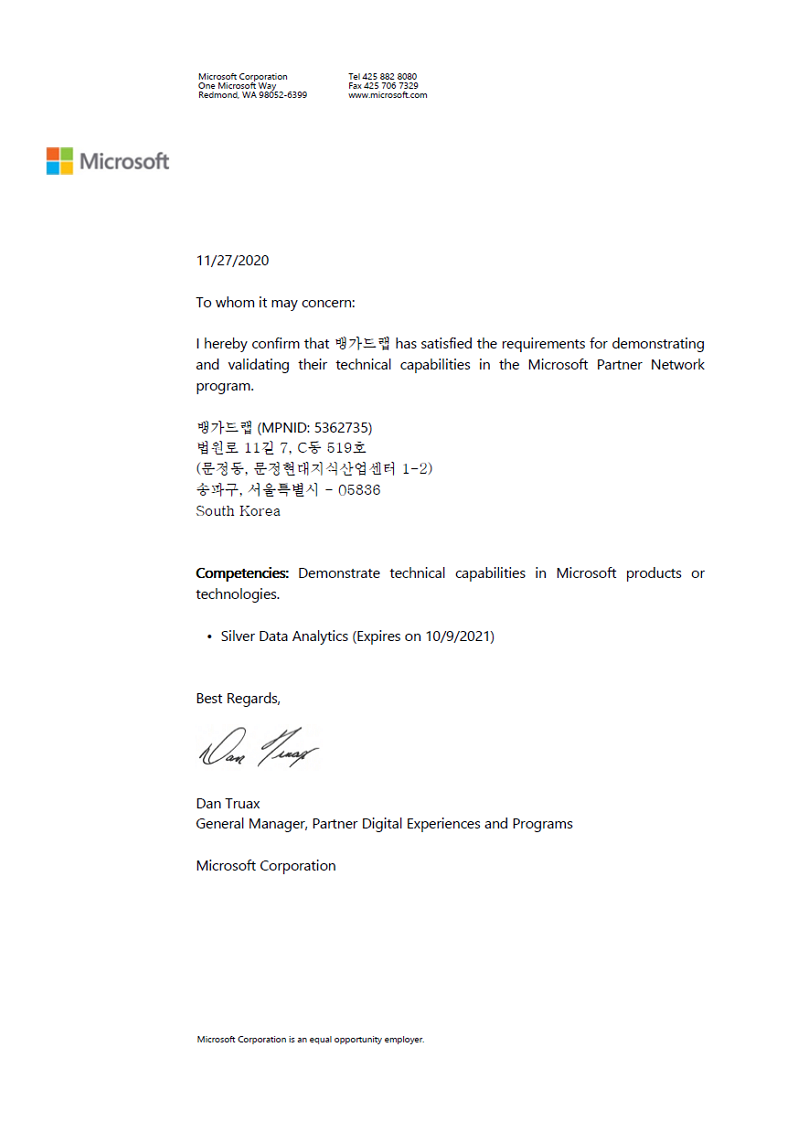 Microsoft Corporation
One Microsoft Way
Redmond, WA 98052-6399
Tel 425 882 8080
Fax 425 706 7329
www.microsoft.com
Microsoft
11/27/2020
To whom it may concern:
I hereby confirm that 뱅가드랩 has satisfied the requirements for demonstrating
and validating their technical capabilities in the Microsoft Partner Network
program.
뱅가드랩 (MPNID: 5362735)
법원로 11길 7, C동 519호
(문정동, 문정현대지식산업센터 1-2)
송파구, 서울특별시 - 05836
South Korea
Competencies: Demonstrate technical capabilities in Microsoft products or
technologies.
• Silver Data Analytics (Expires on 10/9/2021)
Best Regards,
Dan Truax
Dan Truax
General Manager, Partner Digital Experiences and Programs
Microsoft Corporation
Microsoft Corporation is an equal opportunity employer.